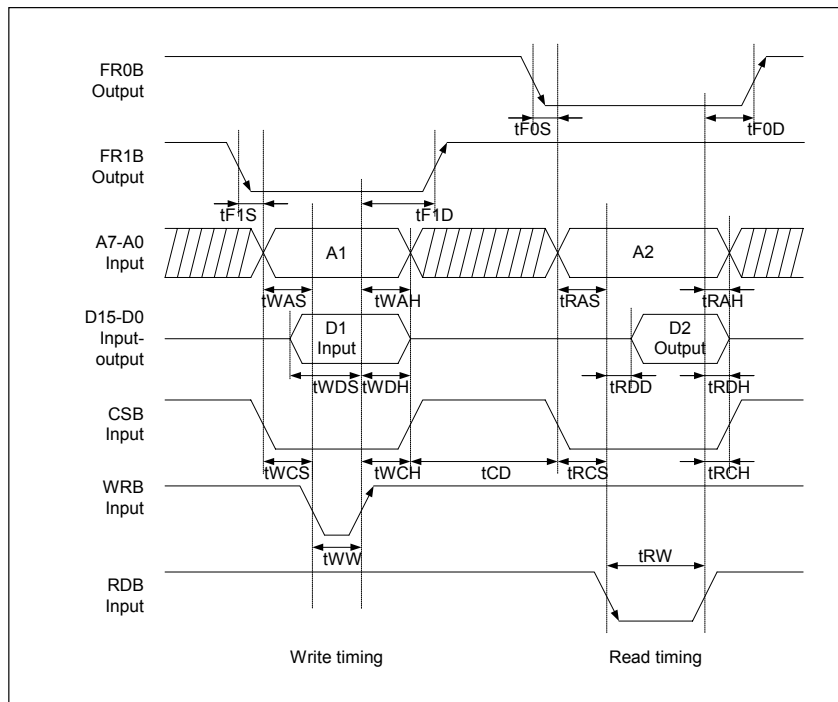 FR0B
Output
tF0S
tF0D
FR1B
Output
tF1S
tF1D
A7-A0
Input
A1
A2
tWAS
tWAH
tRAS
tRAH
D15-D0
Input-
output
D1
Input
D2
Output
tWDS
tWDH
tRDD
tRDH
CSB
Input
tWCS
tWCH
tCD
tRCS
tRCH
WRB
Input
tWW
tRW
RDB
Input
Write timing
Read timing